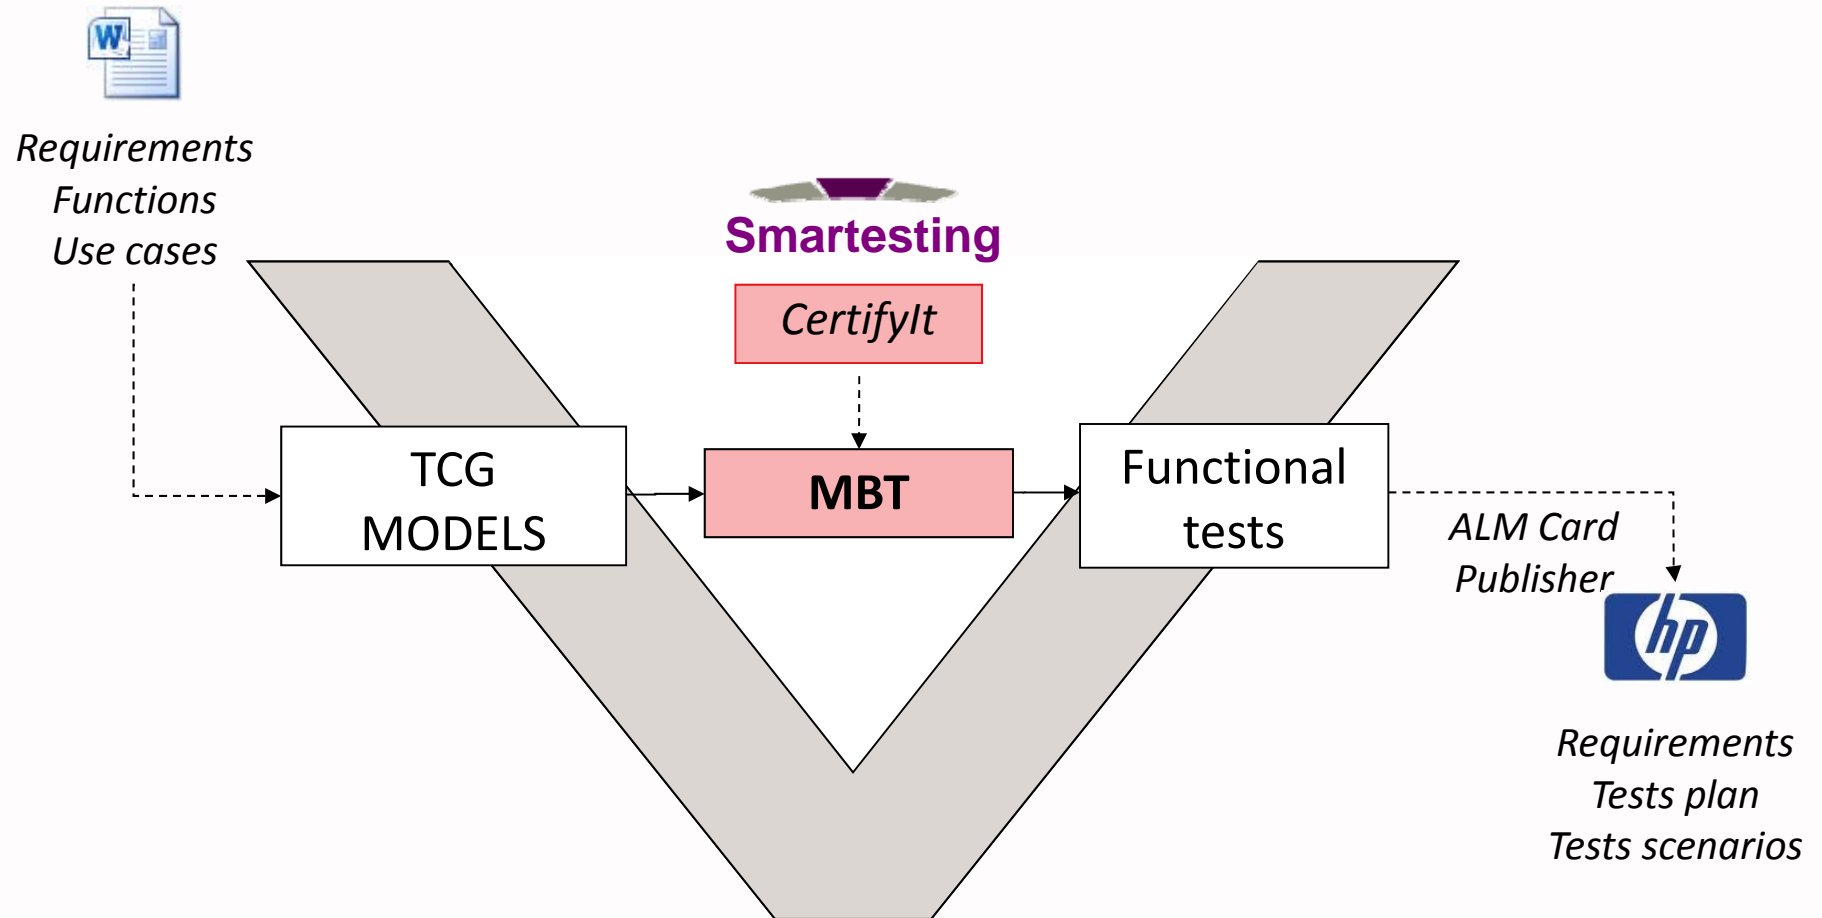 W
Requirements
Functions
Use cases
Smartesting
CertifyIt
TCG
MODELS
MBT
Functional
tests
ALM Card
Publisher
hp
Requirements
Tests plan
Tests scenarios